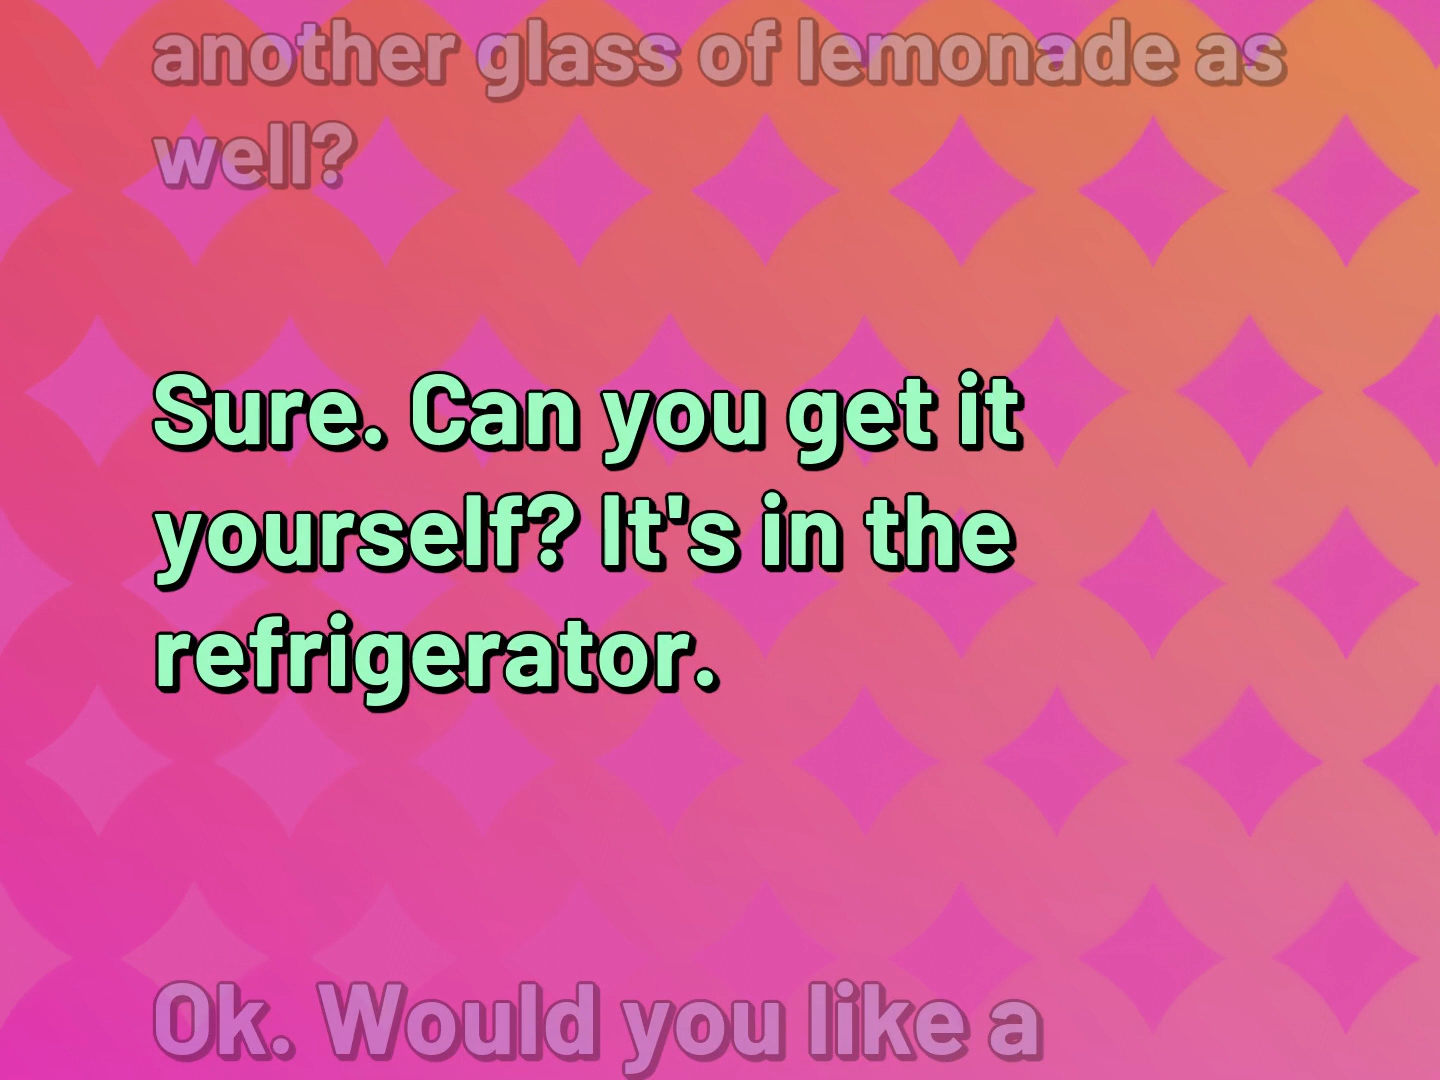 another glass of lemonade as
well?
Sure. Can you get it
yourself? It's in the
refrigerator.
Ok. Would you like a